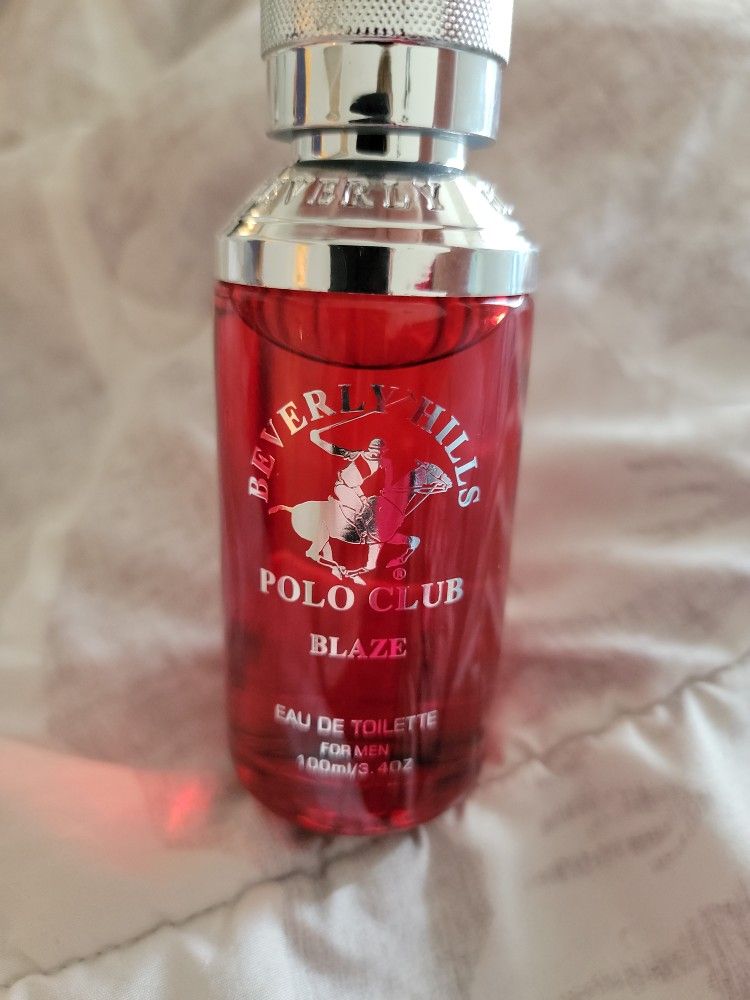 BEVERLY
BEVERLY HILLS
®
POLO CLUB
BLAZE
EAU DE TOILETTE
FOR MEN
100ml/3.4OZ